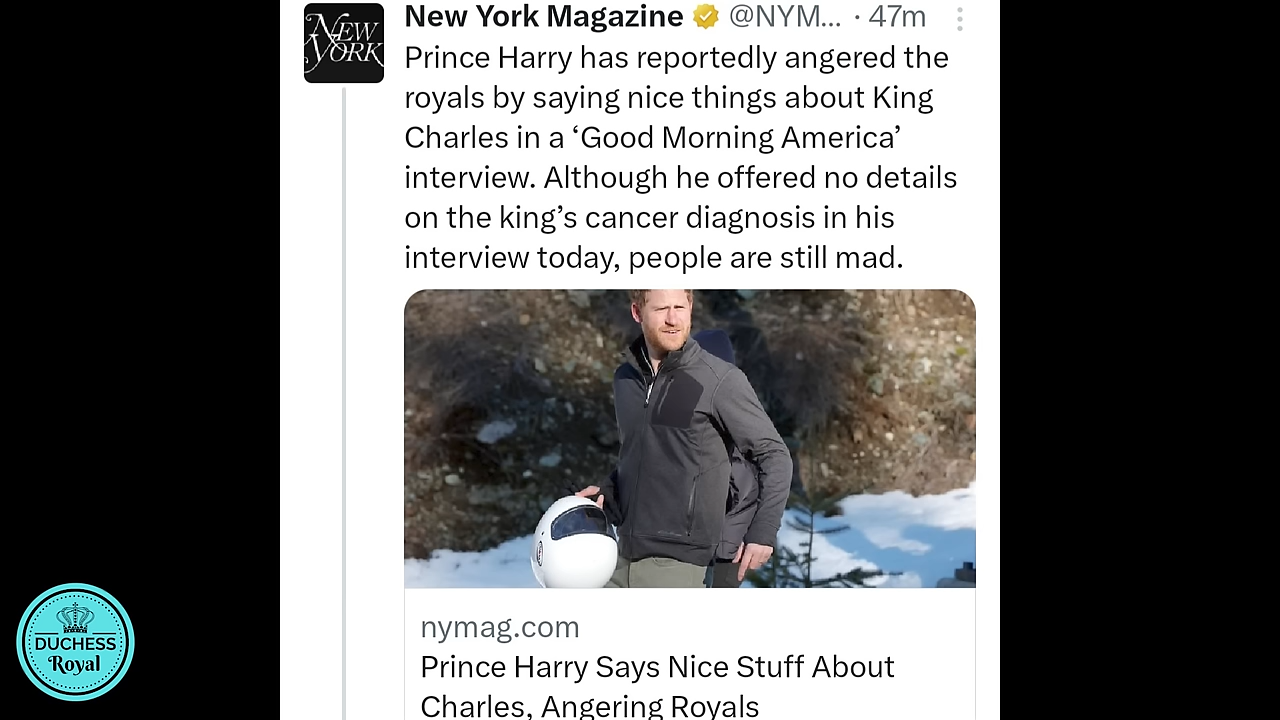 NEW
YORK
New York Magazine @NYM... · 47m
Prince Harry has reportedly angered the
royals by saying nice things about King
Charles in a ‘Good Morning America’
interview. Although he offered no details
on the king’s cancer diagnosis in his
interview today, people are still mad.
nymag.com
Prince Harry Says Nice Stuff About
Charles, Angering Royals
DUCHESS
Royal